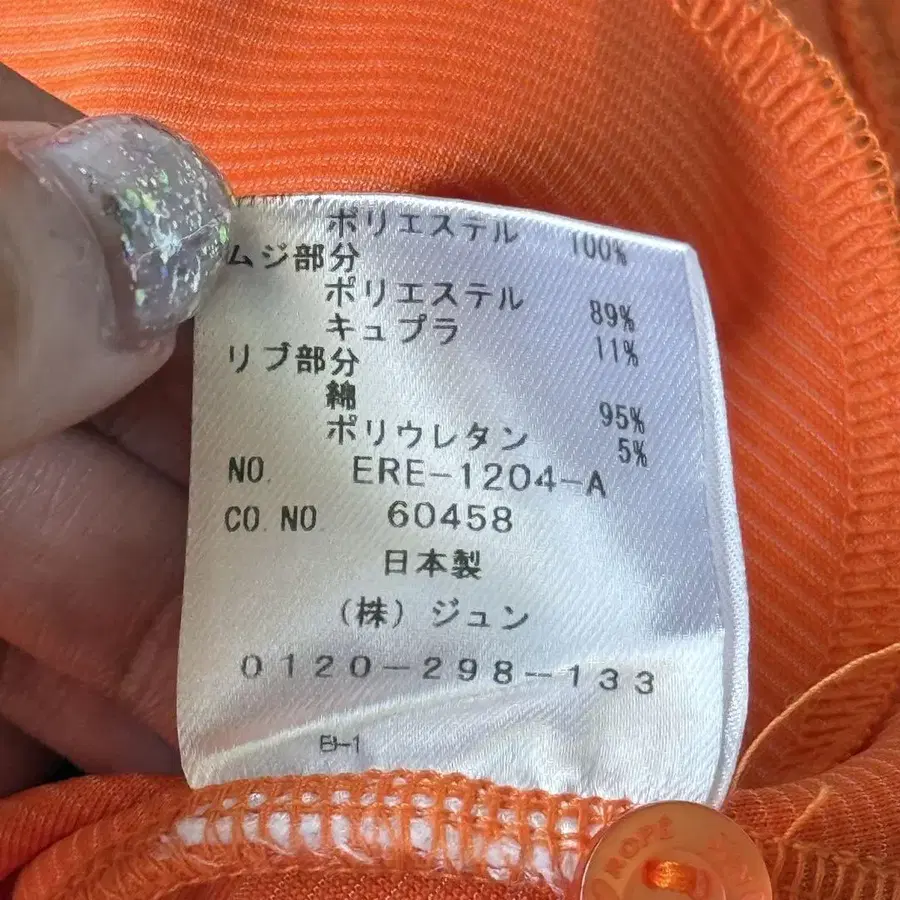 ポリエステル 100%
ムジ部分
ポリエステル 89%
キュプラ 11%
リブ部分
綿 95%
ポリウレタン 5%
NO. ERE-1204-A
CO.NO. 60458
日本製
(株) ジュン
0120-298-133
ROPÉ